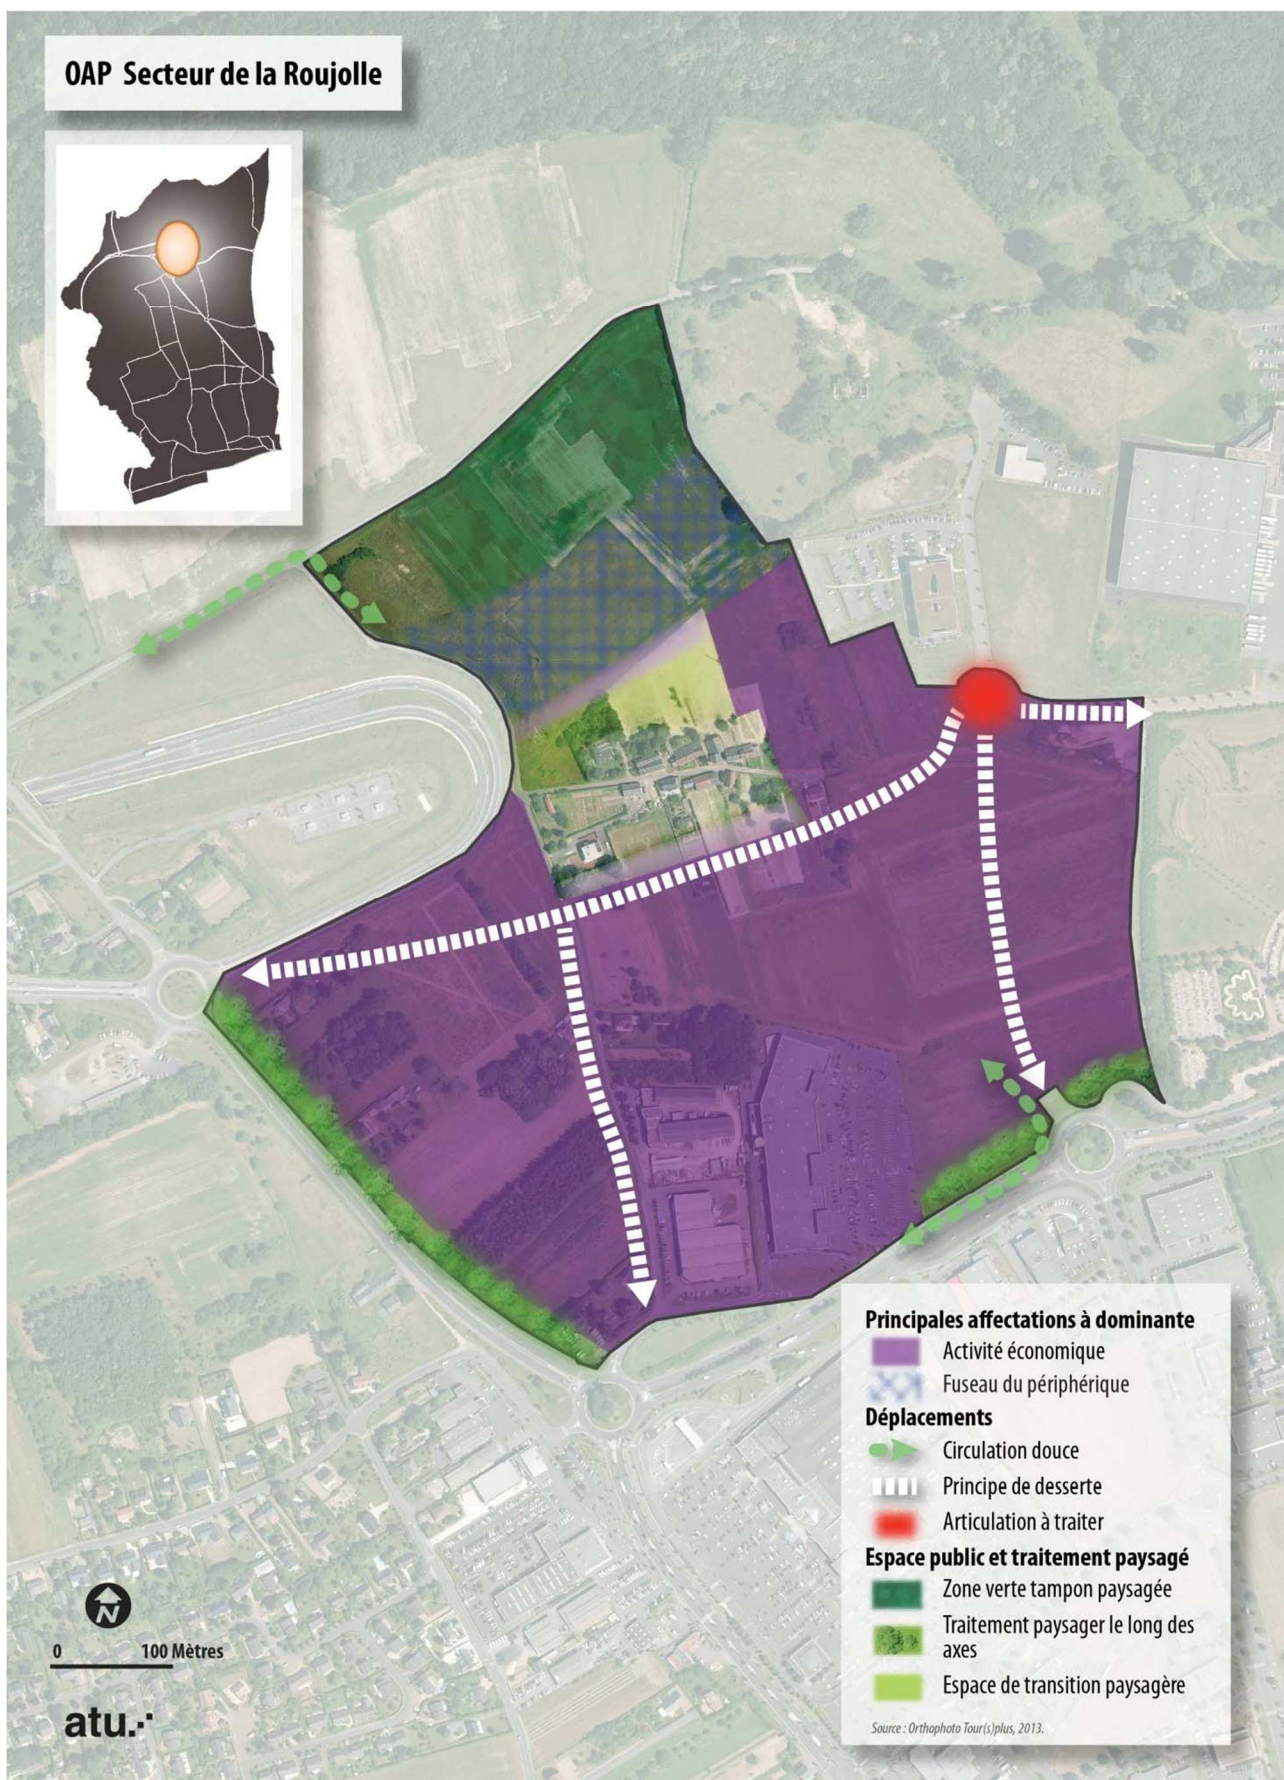 OAP Secteur de la Roujolle
Principales affectations à dominante
Activité économique
Fuseau du périphérique
Déplacements
Circulation douce
Principe de desserte
Articulation à traiter
Espace public et traitement paysagé
Zone verte tampon paysagée
Traitement paysager le long des
axes
Espace de transition paysagère
Source : Orthophoto Tour(s)plus, 2013.
N
0 100 Mètres
atu.